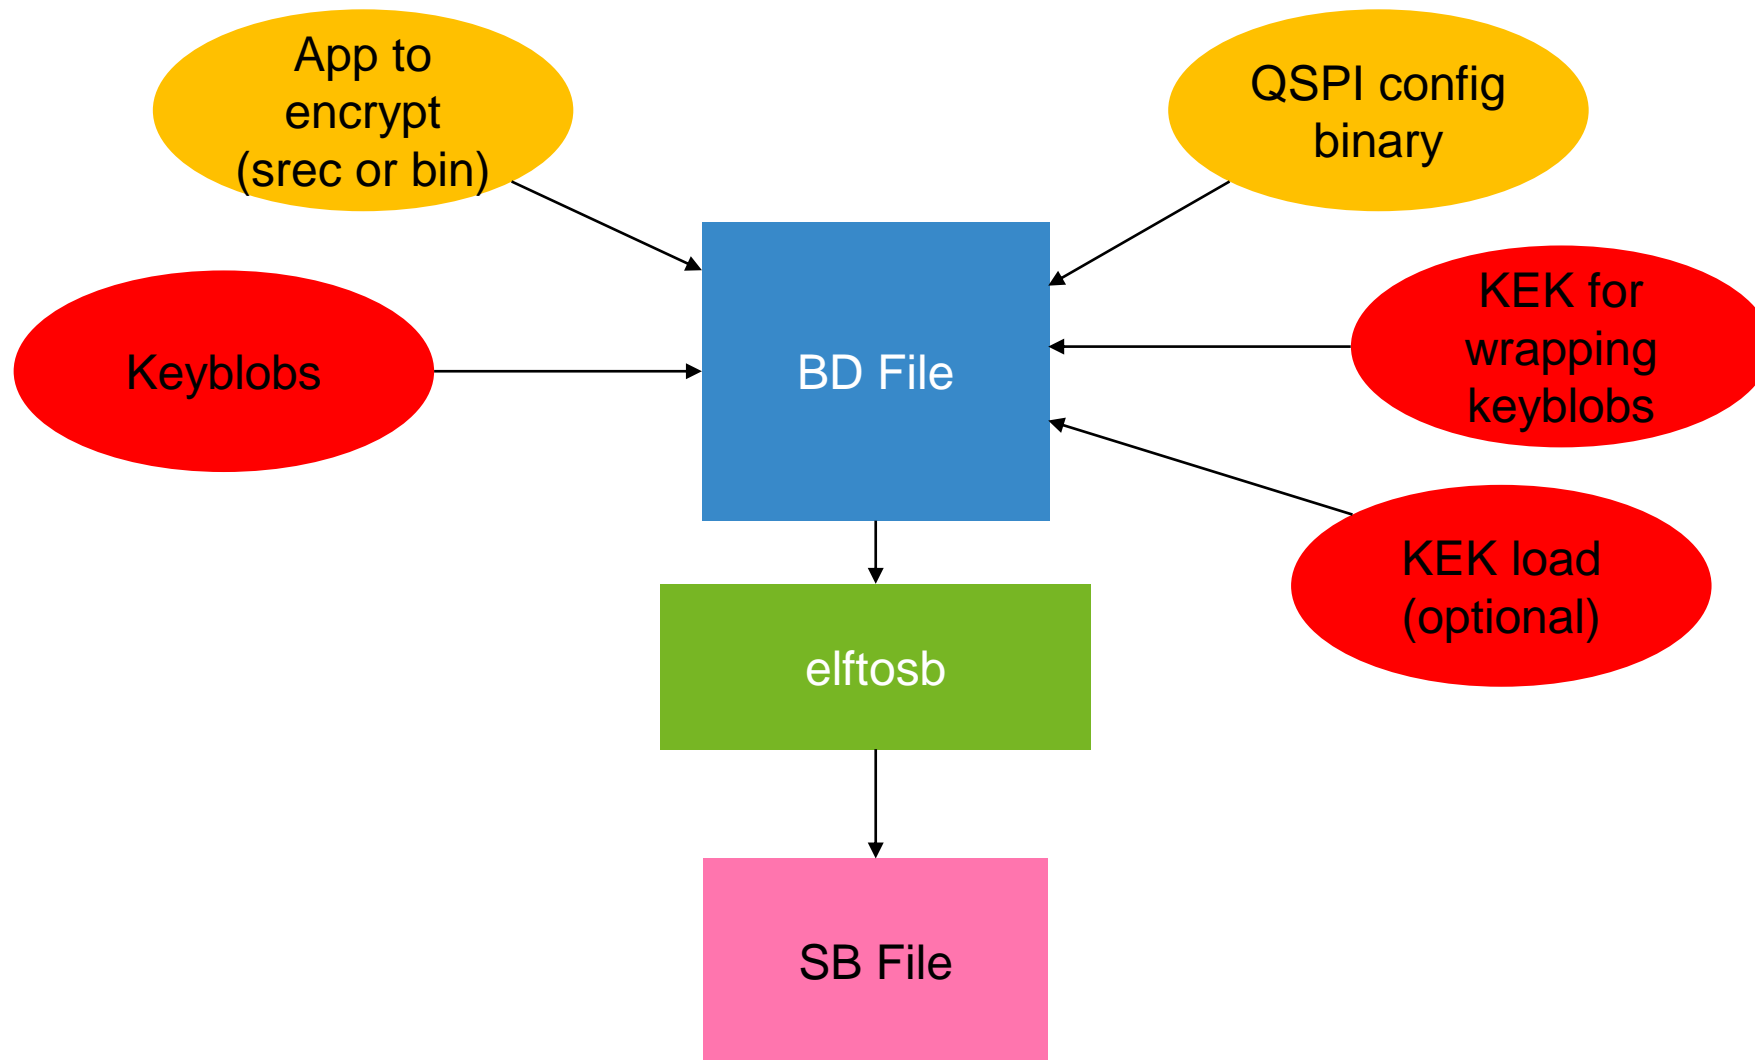 App to
encrypt
(srec or bin)
QSPI config
binary
Keyblobs
BD File
KEK for
wrapping
keyblobs
KEK load
(optional)
elftosb
SB File